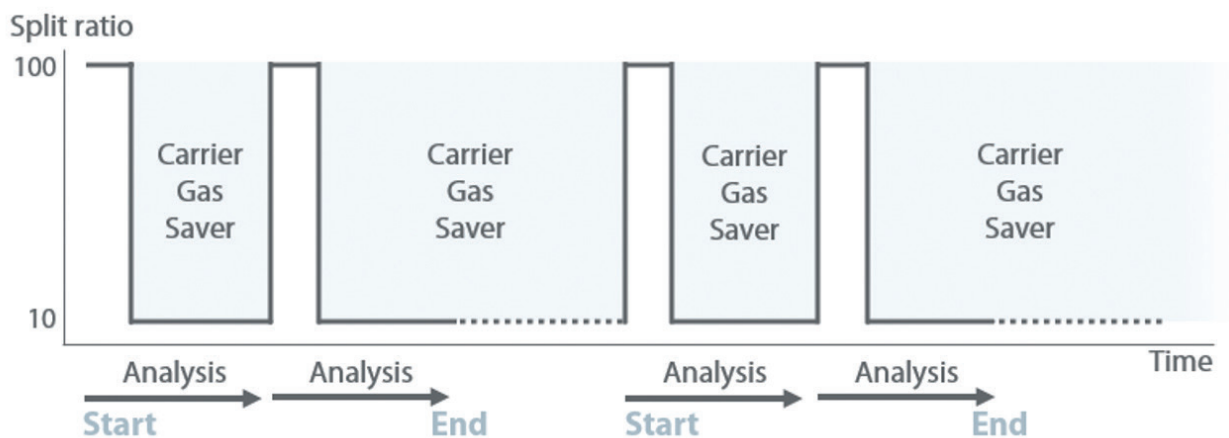 Split ratio
100
Carrier
Gas
Saver
Carrier
Gas
Saver
Carrier
Gas
Saver
Carrier
Gas
Saver
10
Time
Analysis
Analysis
Analysis
Analysis
Start
End
Start
End